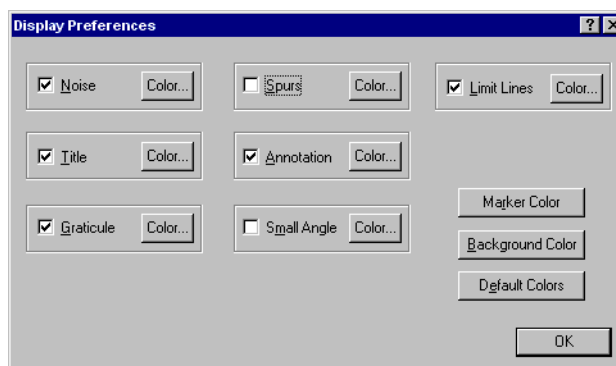 Display Preferences
Noise Color... Spurs Color... Limit Lines Color...
Title Color... Annotation Color...
Graticule Color... Small Angle Color...
Marker Color
Background Color
Default Colors
OK